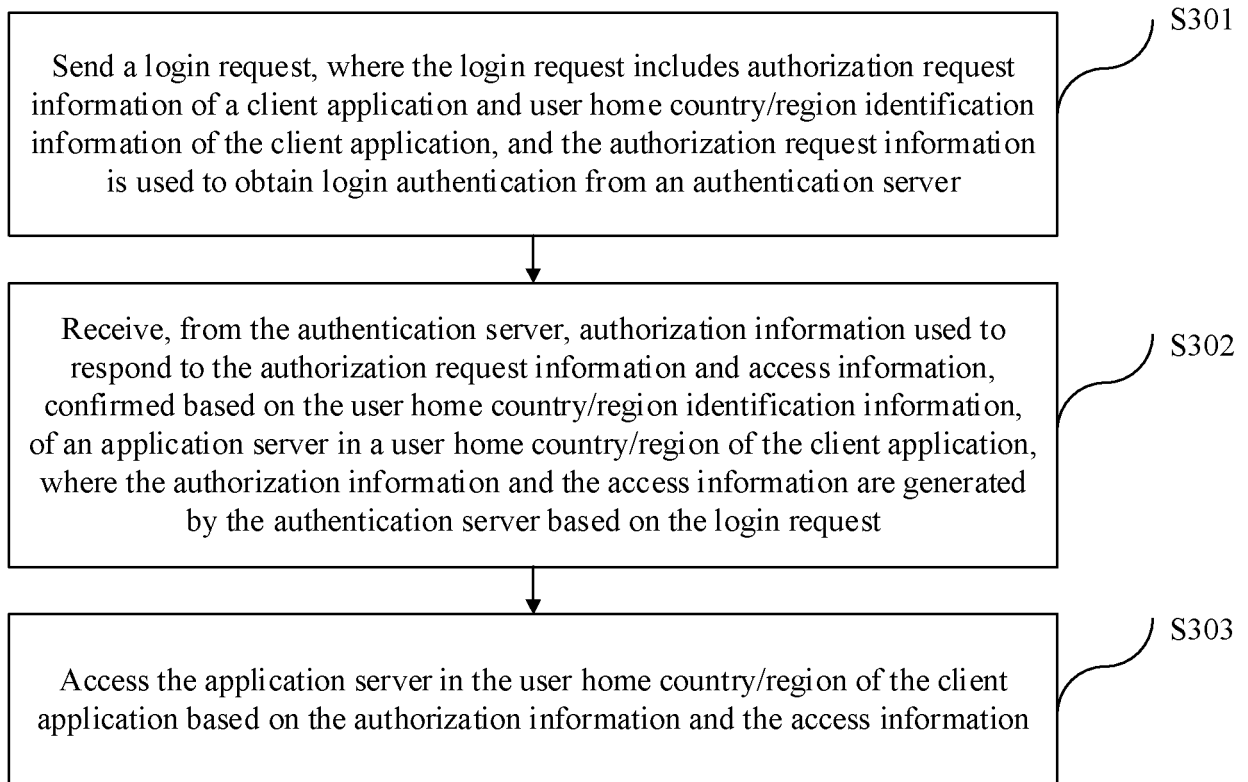 S301
Send a login request, where the login request includes authorization request
information of a client application and user home country/region identification
information of the client application, and the authorization request information
is used to obtain login authentication from an authentication server
S302
Receive, from the authentication server, authorization information used to
respond to the authorization request information and access information,
confirmed based on the user home country/region identification information,
of an application server in a user home country/region of the client application,
where the authorization information and the access information are generated
by the authentication server based on the login request
S303
Access the application server in the user home country/region of the client
application based on the authorization information and the access information